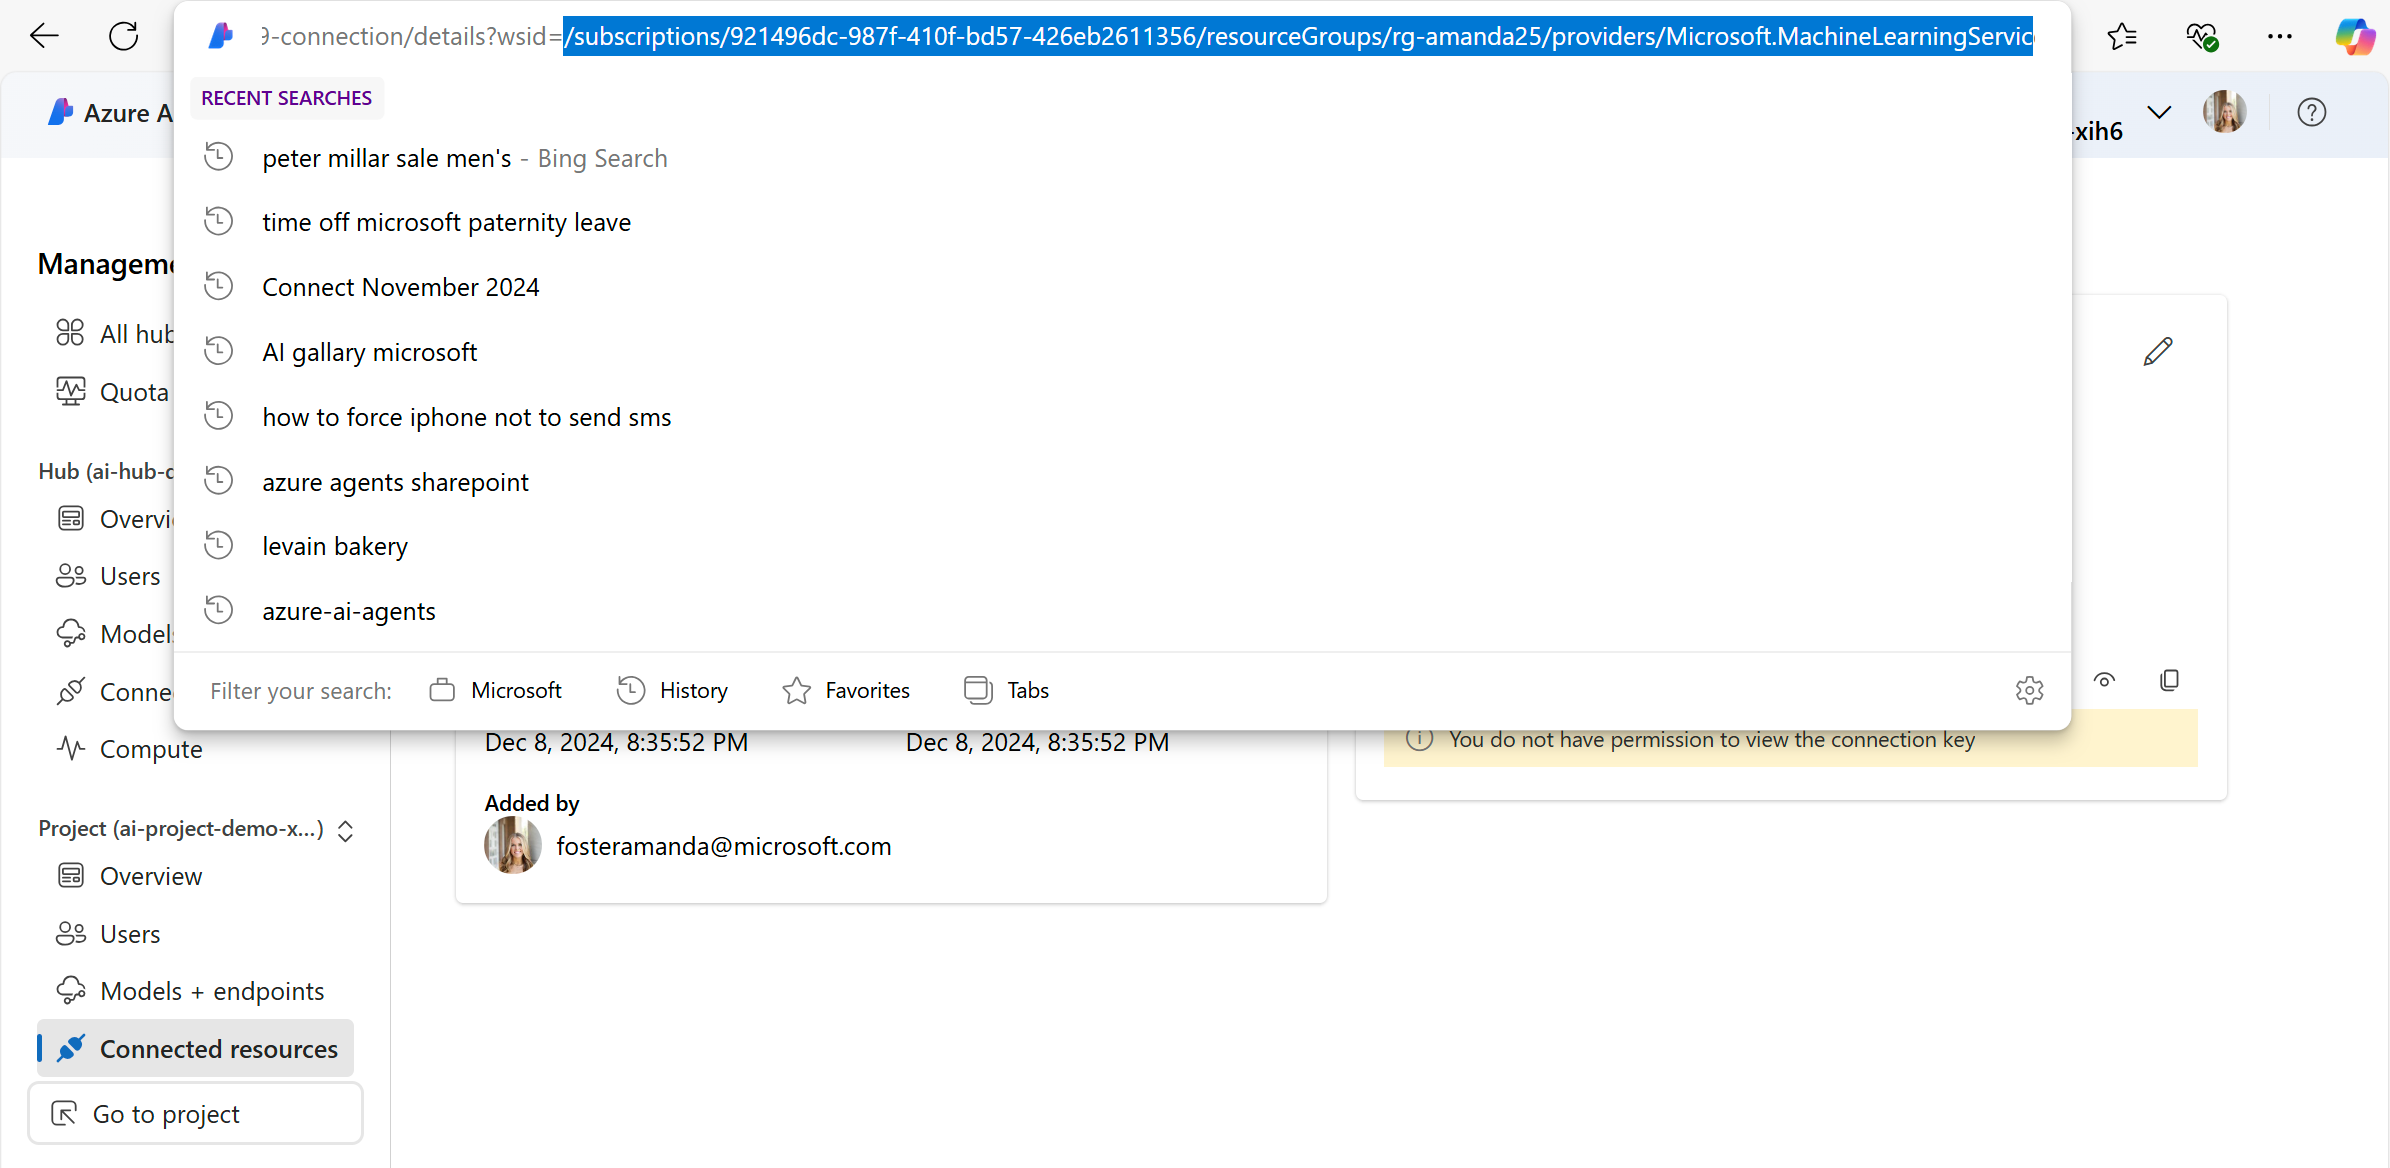 9-connection/details?wsid=/subscriptions/921496dc-987f-410f-bd57-426eb2611356/resourceGroups/rg-amanda25/providers/Microsoft.MachineLearningServic
Azure A
-xih6
RECENT SEARCHES
peter millar sale men's - Bing Search
time off microsoft paternity leave
Connect November 2024
AI gallary microsoft
how to force iphone not to send sms
azure agents sharepoint
levain bakery
azure-ai-agents
Filter your search: Microsoft History Favorites Tabs
Manageme
All hub
Quota
Hub (ai-hub-d
Overvi
Users
Models
Conne
Compute
Project (ai-project-demo-x...)
Overview
Users
Models + endpoints
Connected resources
Go to project
Dec 8, 2024, 8:35:52 PM Dec 8, 2024, 8:35:52 PM
Added by
fosteramanda@microsoft.com
You do not have permission to view the connection key